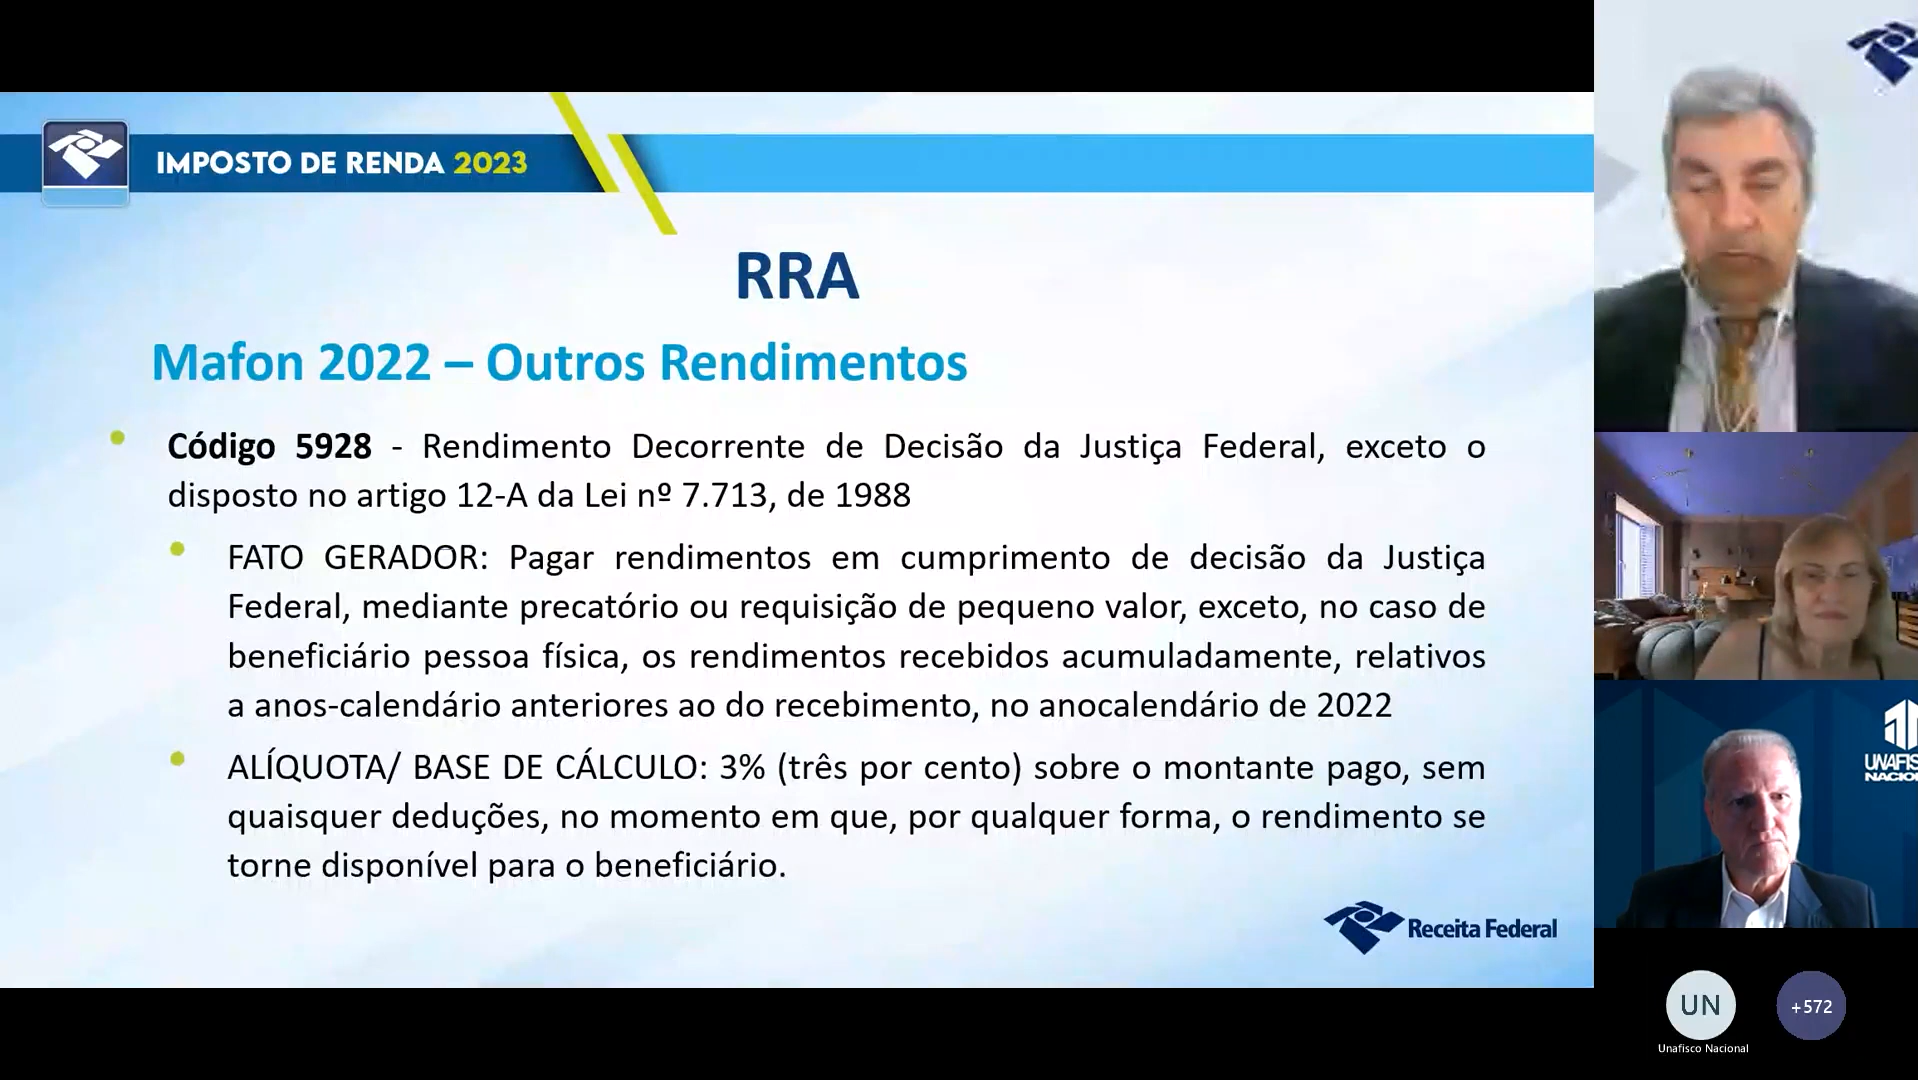 IMPOSTO DE RENDA 2023
RRA
Mafon 2022 – Outros Rendimentos
Código 5928 - Rendimento Decorrente de Decisão da Justiça Federal, exceto o
disposto no artigo 12-A da Lei nº 7.713, de 1988
FATO GERADOR: Pagar rendimentos em cumprimento de decisão da Justiça
Federal, mediante precatório ou requisição de pequeno valor, exceto, no caso de
beneficiário pessoa física, os rendimentos recebidos acumuladamente, relativos
a anos-calendário anteriores ao do recebimento, no anocalendário de 2022
ALÍQUOTA/ BASE DE CÁLCULO: 3% (três por cento) sobre o montante pago, sem
quaisquer deduções, no momento em que, por qualquer forma, o rendimento se
torne disponível para o beneficiário.
Receita Federal
UNAFIS
NACIO
UN
+572
Unafisco Nacional